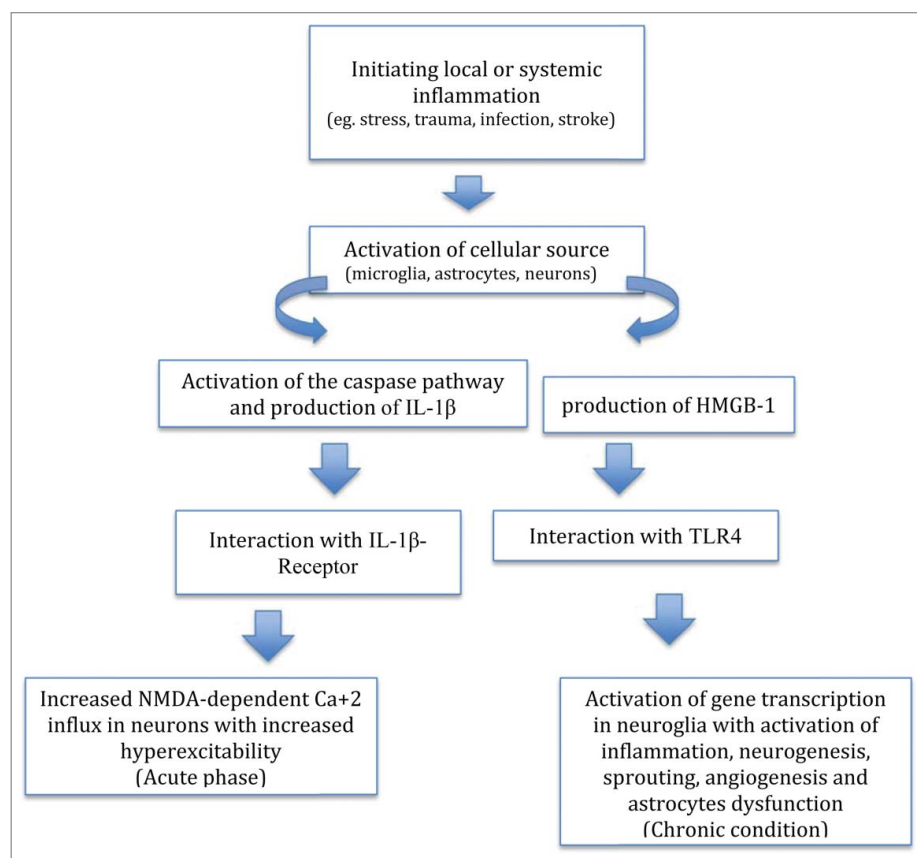 Initiating local or systemic
inflammation
(eg. stress, trauma, infection, stroke)
Activation of cellular source
(microglia, astrocytes, neurons)
Activation of the caspase pathway
and production of IL-1β
production of HMGB-1
Interaction with IL-1β-
Receptor
Interaction with TLR4
Increased NMDA-dependent Ca+2
influx in neurons with increased
hyperexcitability
(Acute phase)
Activation of gene transcription
in neuroglia with activation of
inflammation, neurogenesis,
sprouting, angiogenesis and
astrocytes dysfunction
(Chronic condition)